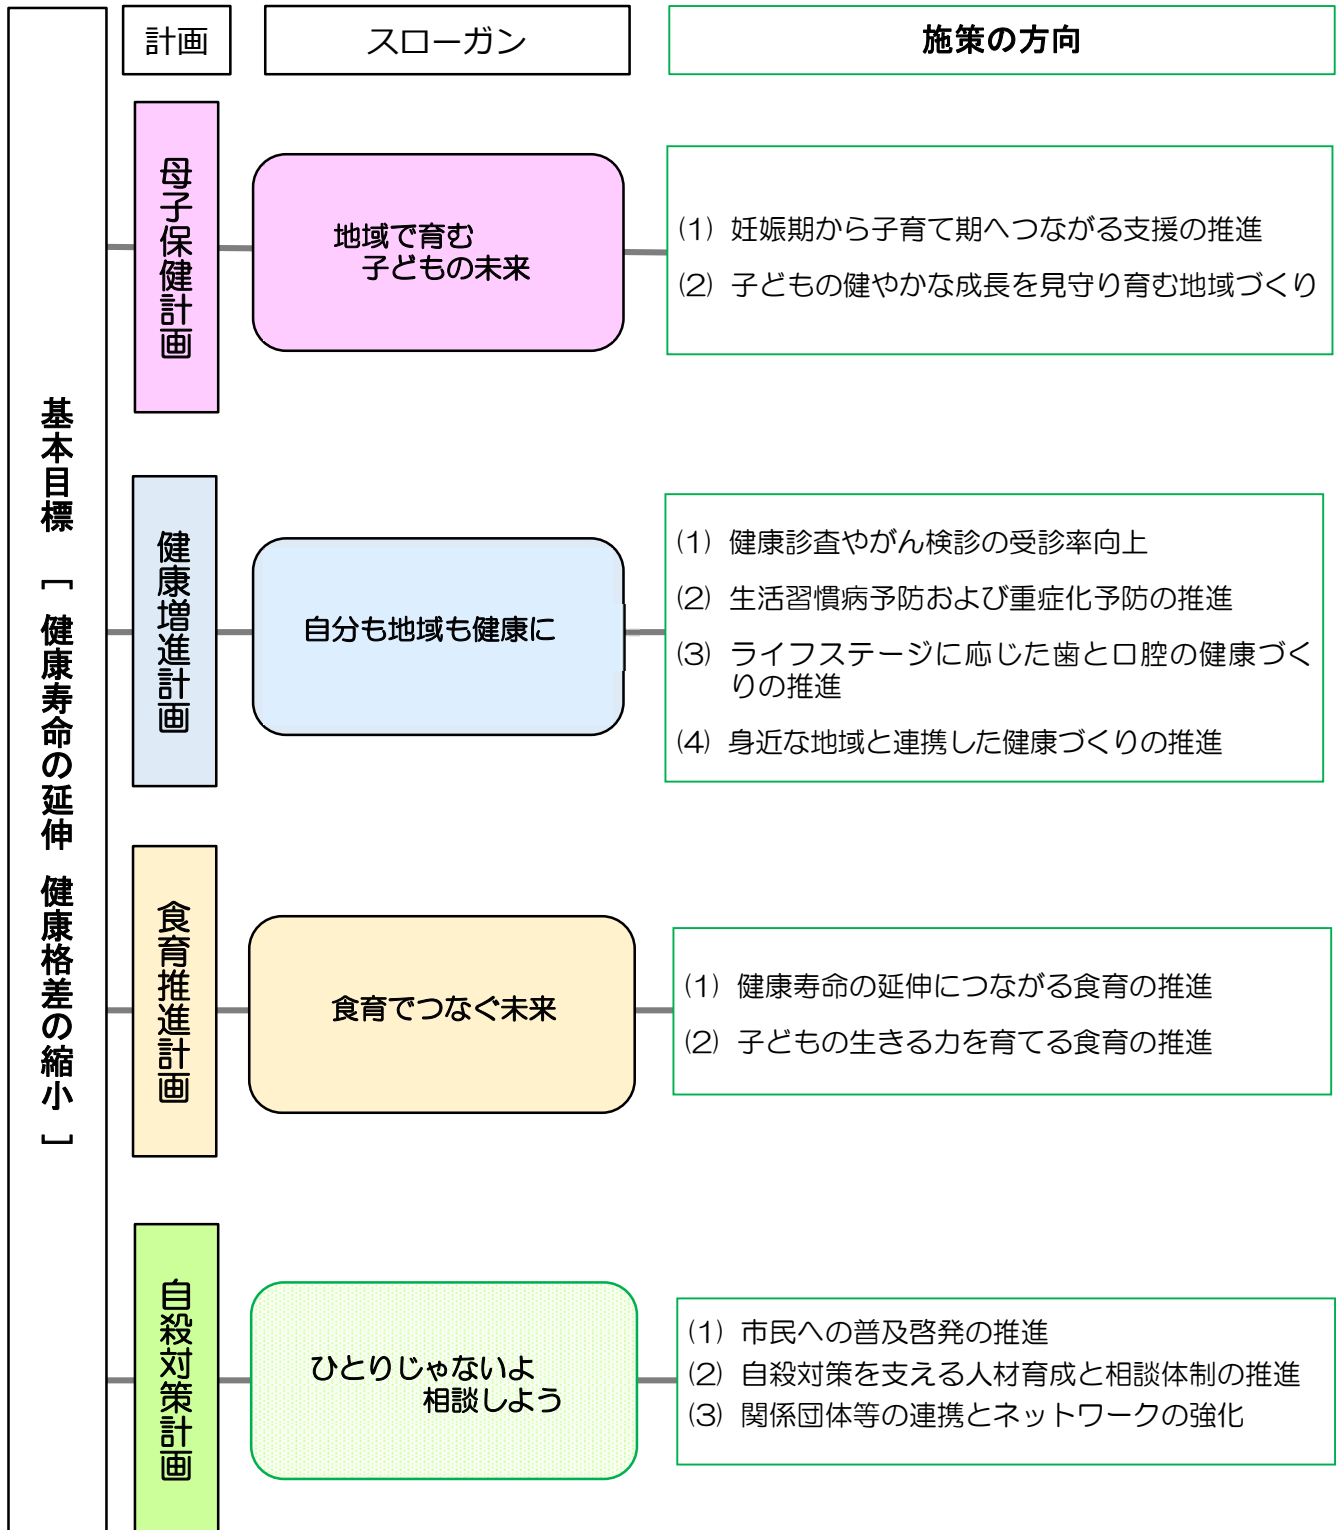 計画
スローガン
施策の方向
基本目標 [ 健康寿命の延伸 健康格差の縮小 ]
母子保健計画
地域で育む
子どもの未来
(1) 妊娠期から子育て期へつながる支援の推進
(2) 子どもの健やかな成長を見守り育む地域づくり
健康増進計画
自分も地域も健康に
(1) 健康診査やがん検診の受診率向上
(2) 生活習慣病予防および重症化予防の推進
(3) ライフステージに応じた歯と口腔の健康づく
りの推進
(4) 身近な地域と連携した健康づくりの推進
食育推進計画
食育でつなぐ未来
(1) 健康寿命の延伸につながる食育の推進
(2) 子どもの生きる力を育てる食育の推進
自殺対策計画
ひとりじゃないよ
相談しよう
(1) 市民への普及啓発の推進
(2) 自殺対策を支える人材育成と相談体制の推進
(3) 関係団体等の連携とネットワークの強化